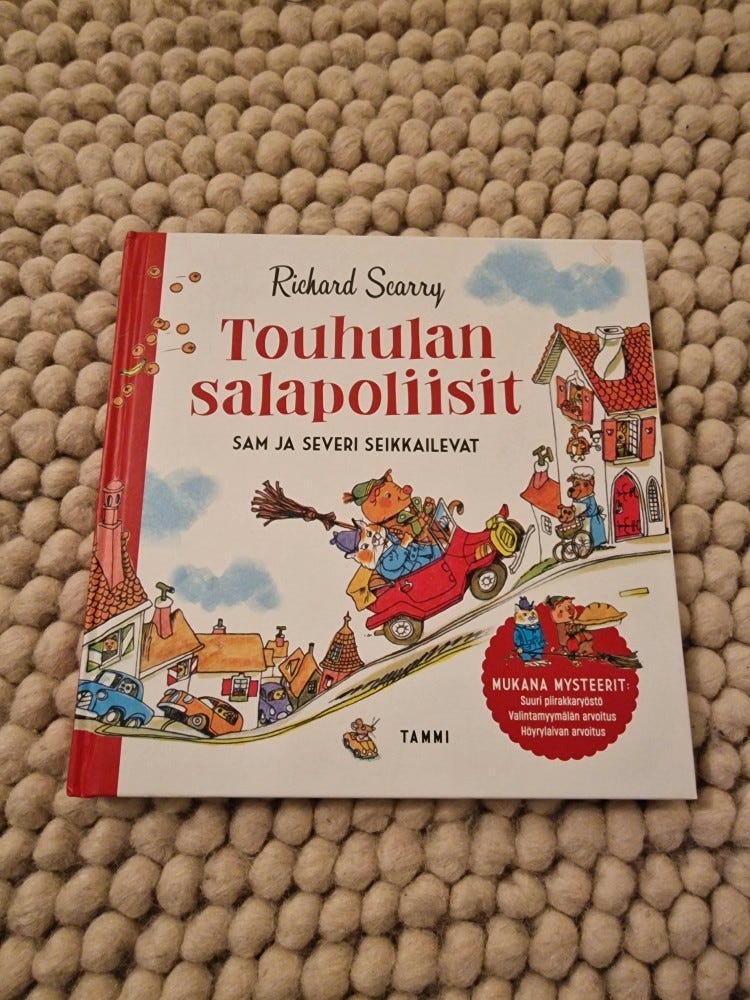 Richard Scarry
Touhulan
salapoliisit
SAM JA SEVERI SEIKKAILEVAT
MUKANA MYSTEERIT:
Suuri piirakkaryöstö
Valintamyymälän arvoitus
Höyrylaivan arvoitus
TAMMI